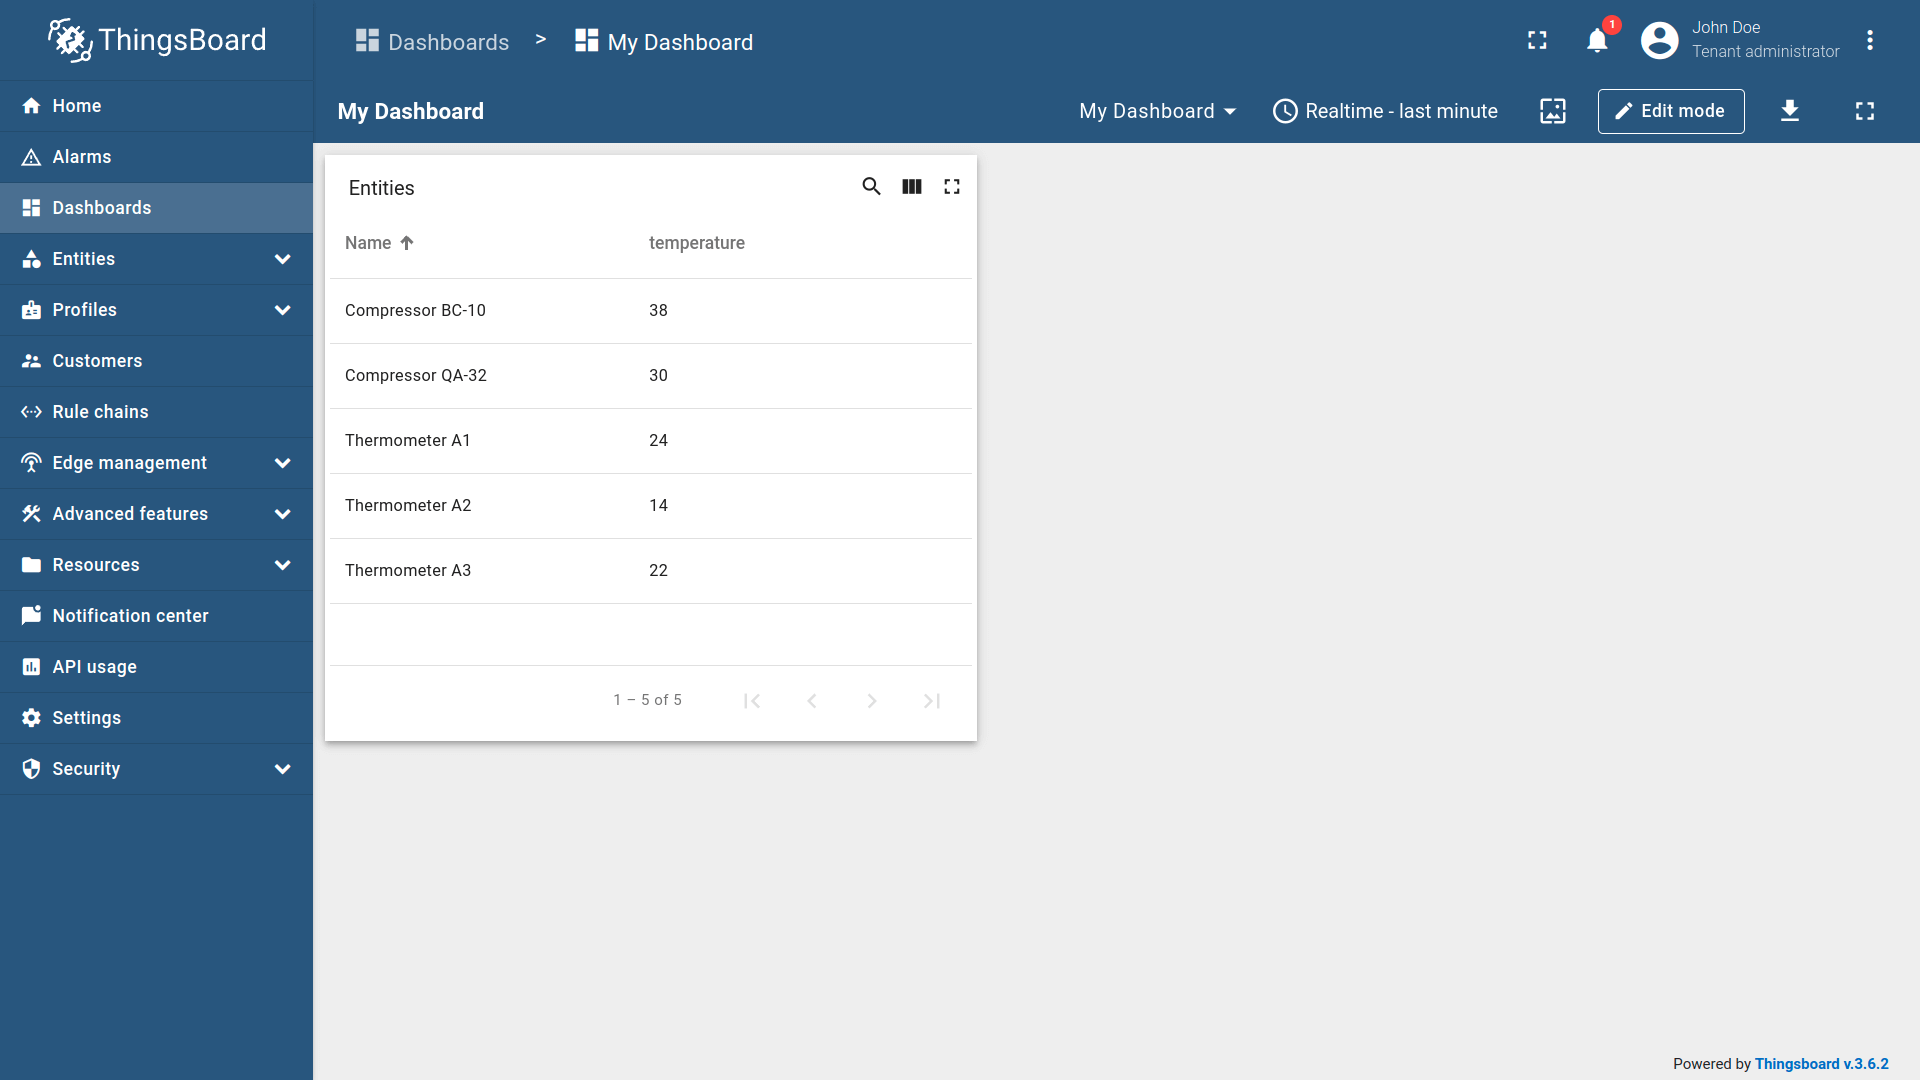 ThingsBoard
Dashboards > My Dashboard
1
John Doe
Tenant administrator
My Dashboard
My Dashboard
Realtime - last minute
Edit mode
Home
Alarms
Dashboards
Entities
Profiles
Customers
Rule chains
Edge management
Advanced features
Resources
Notification center
API usage
Settings
Security
Entities
Name temperature
Compressor BC-10 38
Compressor QA-32 30
Thermometer A1 24
Thermometer A2 14
Thermometer A3 22
1 – 5 of 5
Powered by Thingsboard v.3.6.2